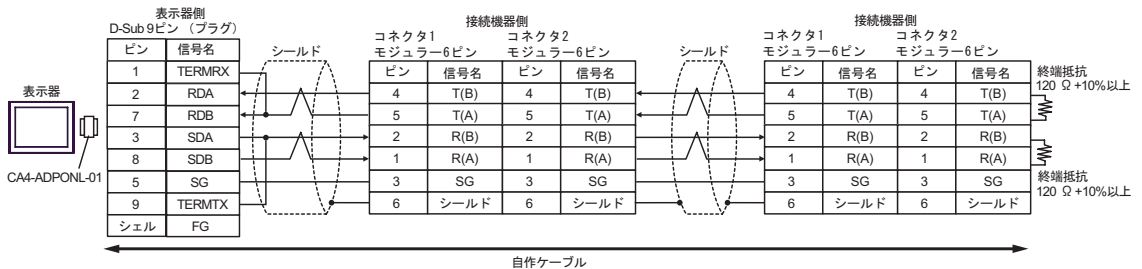 表示器側
D-Sub 9ピン （プラグ）
ピン 信号名
1 TERMRX
2 RDA
7 RDB
3 SDA
8 SDB
5 SG
9 TERMTX
シェル FG
表示器
CA4-ADPONL-01
シールド
接続機器側
コネクタ1 コネクタ2
モジュラー6ピン モジュラー6ピン
ピン 信号名 ピン 信号名
4 T(B) 4 T(B)
5 T(A) 5 T(A)
2 R(B) 2 R(B)
1 R(A) 1 R(A)
3 SG 3 SG
6 シールド 6 シールド
シールド
接続機器側
コネクタ1 コネクタ2
モジュラー6ピン モジュラー6ピン
ピン 信号名 ピン 信号名
4 T(B) 4 T(B)
5 T(A) 5 T(A)
2 R(B) 2 R(B)
1 R(A) 1 R(A)
3 SG 3 SG
6 シールド 6 シールド
終端抵抗
120 Ω +10%以上
終端抵抗
120 Ω +10%以上
自作ケーブル